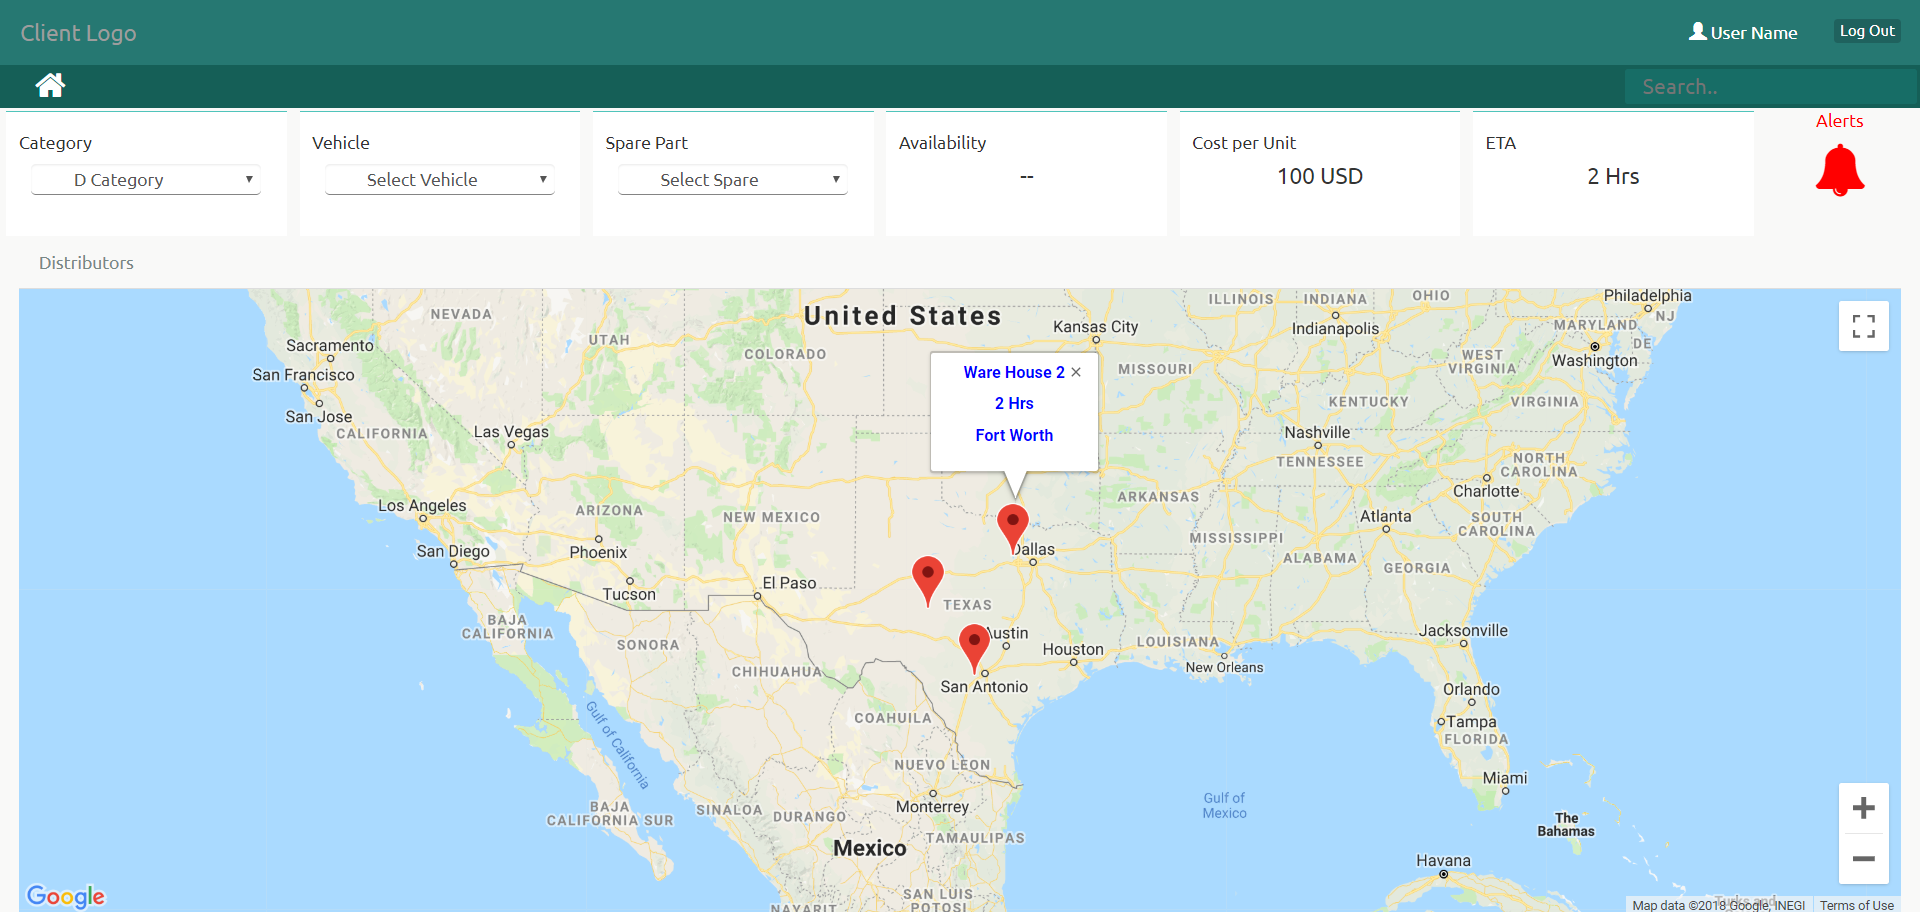 Client Logo
User Name
Log Out
Search..
Category
Vehicle
Spare Part
Availability
Cost per Unit
ETA
Alerts
D Category
Select Vehicle
Select Spare
--
100 USD
2 Hrs
Distributors
United States
NEVADA
UTAH
COLORADO
Kansas City
ILLINOIS
INDIANA
OHIO
Philadelphia
NJ
Indianapolis
MARYLAND
DE
Washington
WEST
VIRGINIA
Sacramento
San Francisco
San Jose
CALIFORNIA
Las Vegas
Ware House 2
2 Hrs
Fort Worth
MISSOURI
KENTUCKY
VIRGINIA
Nashville
TENNESSEE
NORTH
CAROLINA
Charlotte
Los Angeles
ARIZONA
NEW MEXICO
ARKANSAS
Atlanta
SOUTH
CAROLINA
San Diego
Phoenix
Tucson
El Paso
Dallas
MISSISSIPPI
ALABAMA
GEORGIA
TEXAS
BAJA
CALIFORNIA
SONORA
CHIHUAHUA
Austin
Houston
San Antonio
LOUISIANA
New Orleans
Jacksonville
Orlando
Tampa
FLORIDA
Miami
Gulf of California
COAHUILA
NUEVO LEON
Monterrey
Gulf of
Mexico
BAJA
CALIFORNIA SUR
SINALOA
DURANGO
TAMAULIPAS
Mexico
The
Bahamas
Havana
SAN LUIS
POTOSI
NAYARIT
Turks and
Google
Map data ©2018 Google, INEGI
Terms of Use